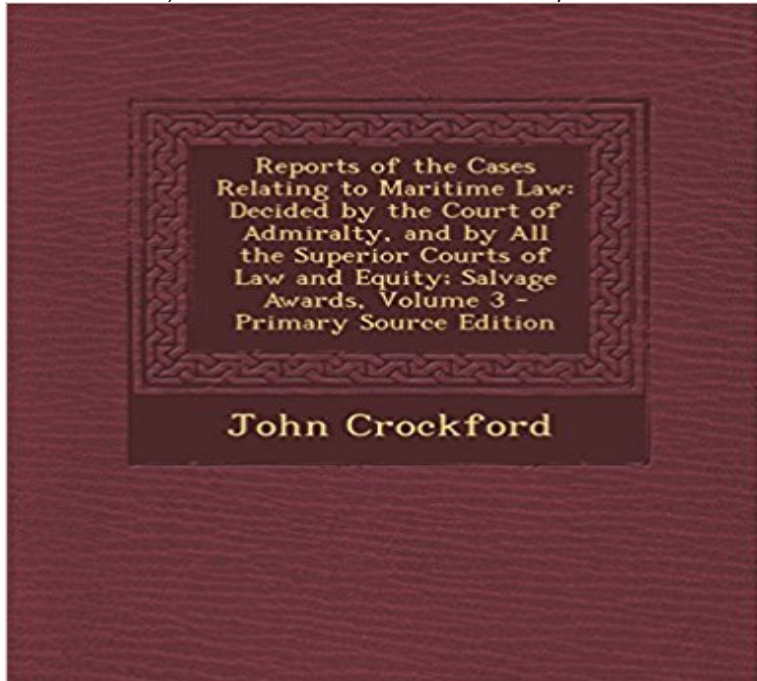 Reports of the Cases
Relating to Maritime Law:
Decided by the Court of
Admiralty, and by All
the Superior Courts of
Law and Equity; Salvage
Awards, Volume 3 -
Primary Source Edition
John Crockford